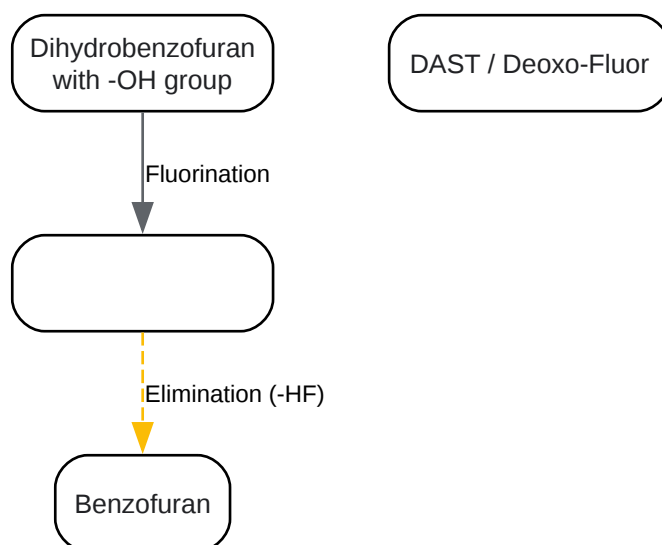 Dihydrobenzofuran
with -OH group
DAST / Deoxo-Fluor
Fluorination
Elimination (-HF)
Benzofuran